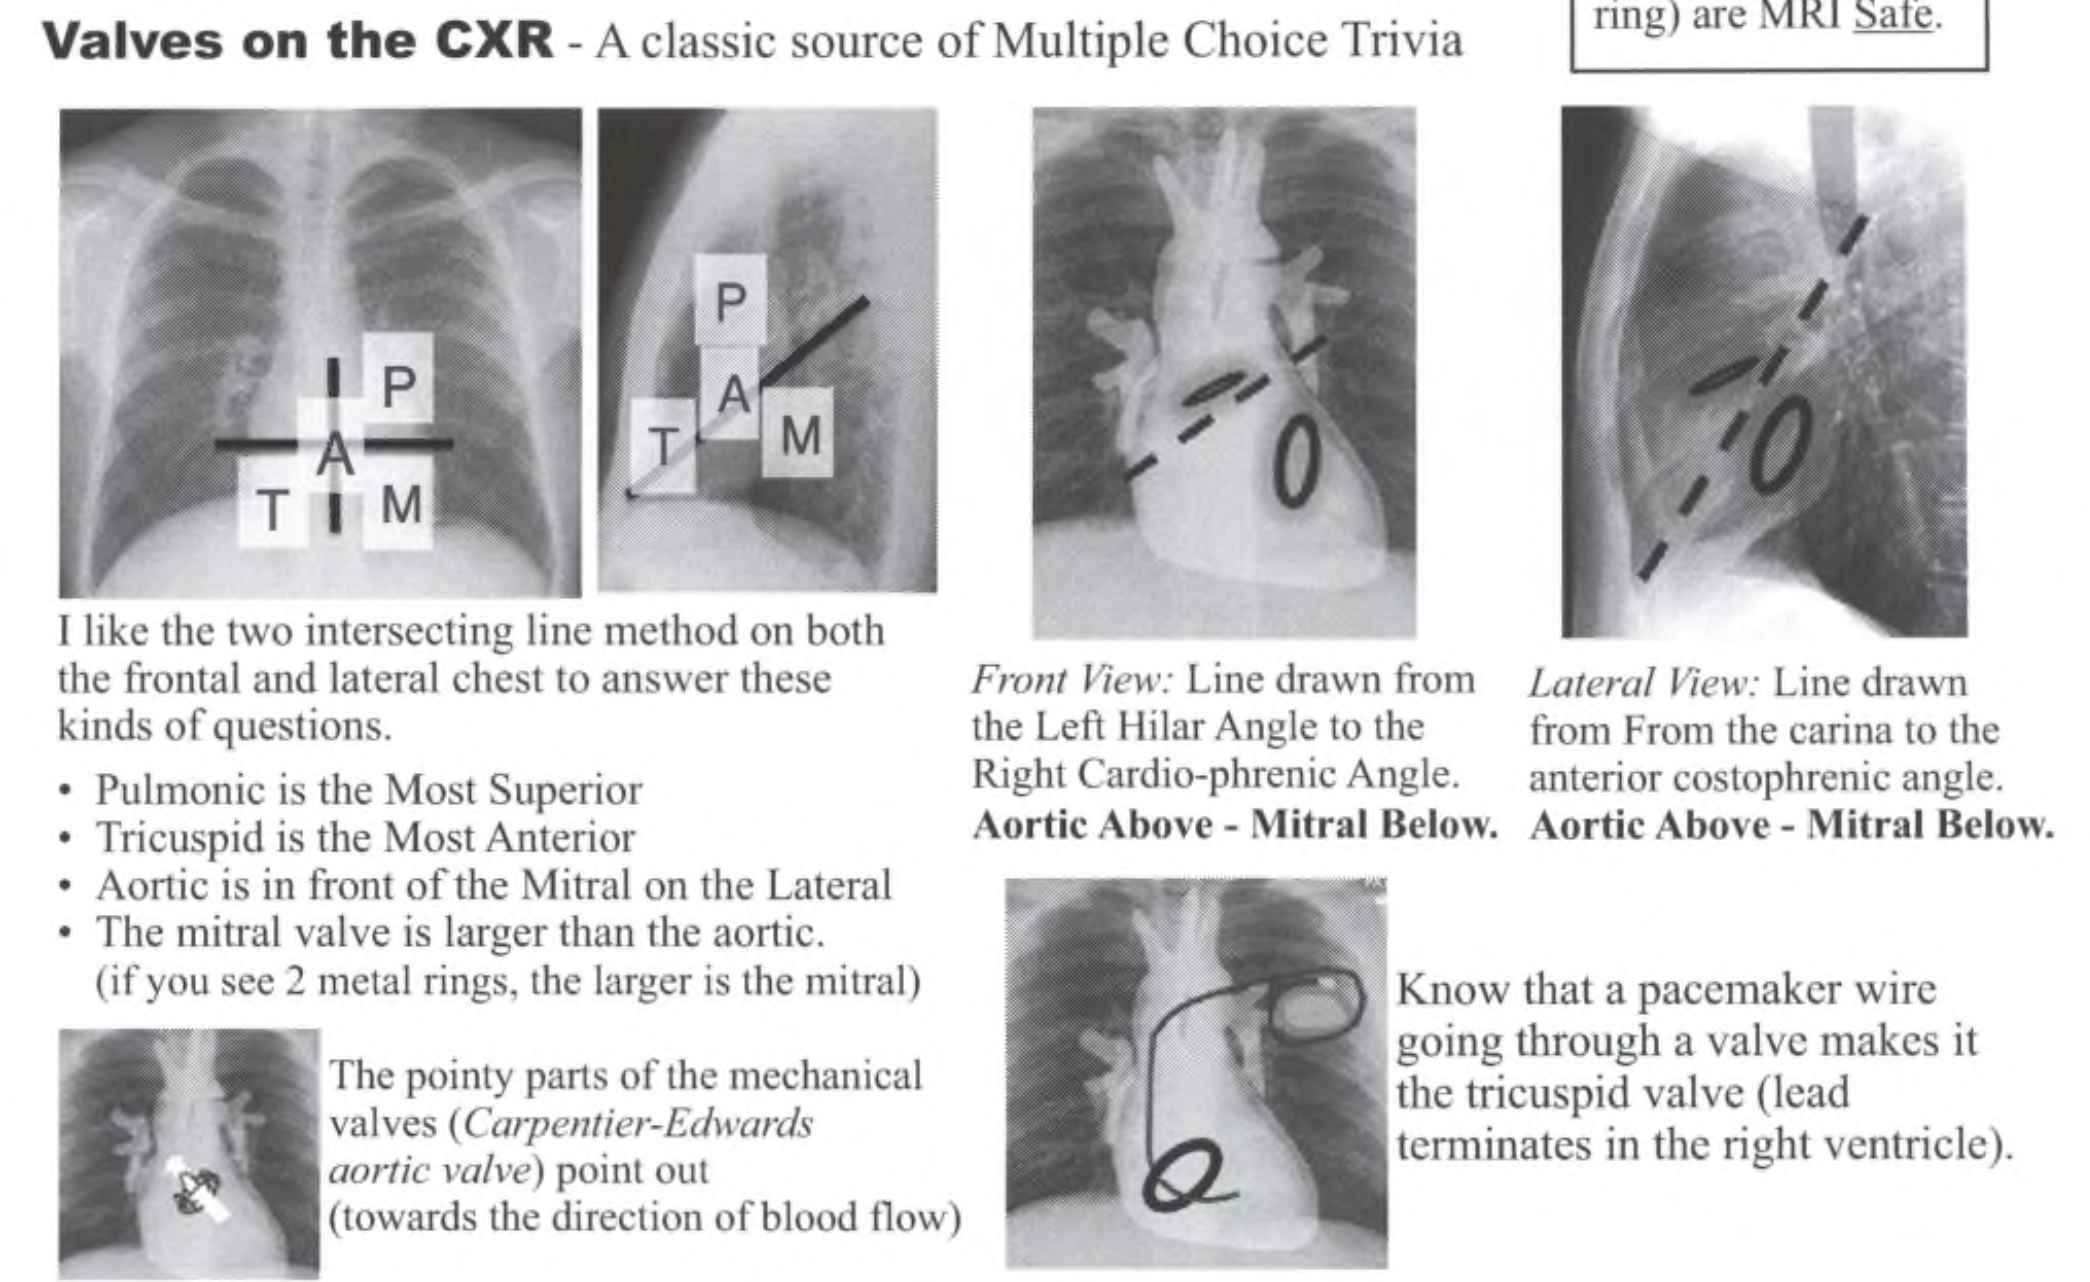 ring) are MRI Safe.
Valves on the CXR - A classic source of Multiple Choice Trivia
P
A
T
M
P
A
T
M
I like the two intersecting line method on both
the frontal and lateral chest to answer these
kinds of questions.
• Pulmonic is the Most Superior
• Tricuspid is the Most Anterior
• Aortic is in front of the Mitral on the Lateral
• The mitral valve is larger than the aortic.
(if you see 2 metal rings, the larger is the mitral)
Front View: Line drawn from
the Left Hilar Angle to the
Right Cardio-phrenic Angle.
Aortic Above - Mitral Below.
Lateral View: Line drawn
from From the carina to the
anterior costophrenic angle.
Aortic Above - Mitral Below.
The pointy parts of the mechanical
valves (Carpentier-Edwards
aortic valve) point out
(towards the direction of blood flow)
Know that a pacemaker wire
going through a valve makes it
the tricuspid valve (lead
terminates in the right ventricle).